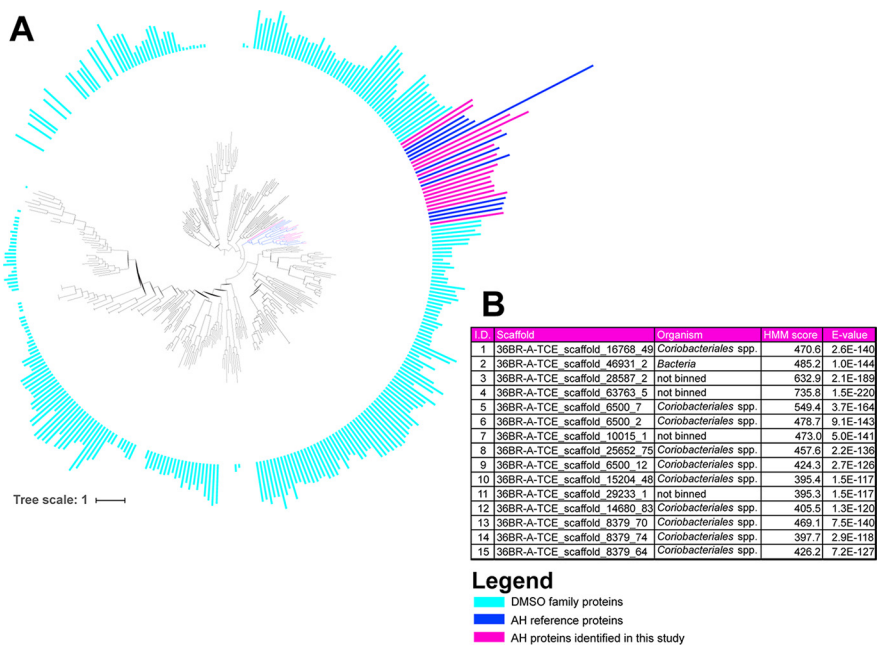 A
Tree scale: 1
B
I.D. Scaffold Organism HMM score E-value
1 36BR-A-TCE_scaffold_16768_49 Coriobacteriales spp. 470.6 2.6E-140
2 36BR-A-TCE_scaffold_46931_2 Bacteria 485.2 1.0E-144
3 36BR-A-TCE_scaffold_28587_2 not binned 632.9 2.1E-189
4 36BR-A-TCE_scaffold_63763_5 not binned 735.8 1.5E-220
5 36BR-A-TCE_scaffold_6500_7 Coriobacteriales spp. 549.4 3.7E-164
6 36BR-A-TCE_scaffold_6500_2 Coriobacteriales spp. 478.7 9.1E-143
7 36BR-A-TCE_scaffold_10015_1 not binned 473.0 5.0E-141
8 36BR-A-TCE_scaffold_25652_75 Coriobacteriales spp. 457.6 2.2E-136
9 36BR-A-TCE_scaffold_6500_12 Coriobacteriales spp. 424.3 2.7E-126
10 36BR-A-TCE_scaffold_15204_48 Coriobacteriales spp. 395.4 1.5E-117
11 36BR-A-TCE_scaffold_29233_1 not binned 395.3 1.5E-117
12 36BR-A-TCE_scaffold_14680_83 Coriobacteriales spp. 405.5 1.3E-120
13 36BR-A-TCE_scaffold_8379_70 Coriobacteriales spp. 469.1 7.5E-140
14 36BR-A-TCE_scaffold_8379_74 Coriobacteriales spp. 397.7 2.9E-118
15 36BR-A-TCE_scaffold_8379_64 Coriobacteriales spp. 426.2 7.2E-127
Legend
DMSO family proteins
AH reference proteins
AH proteins identified in this study